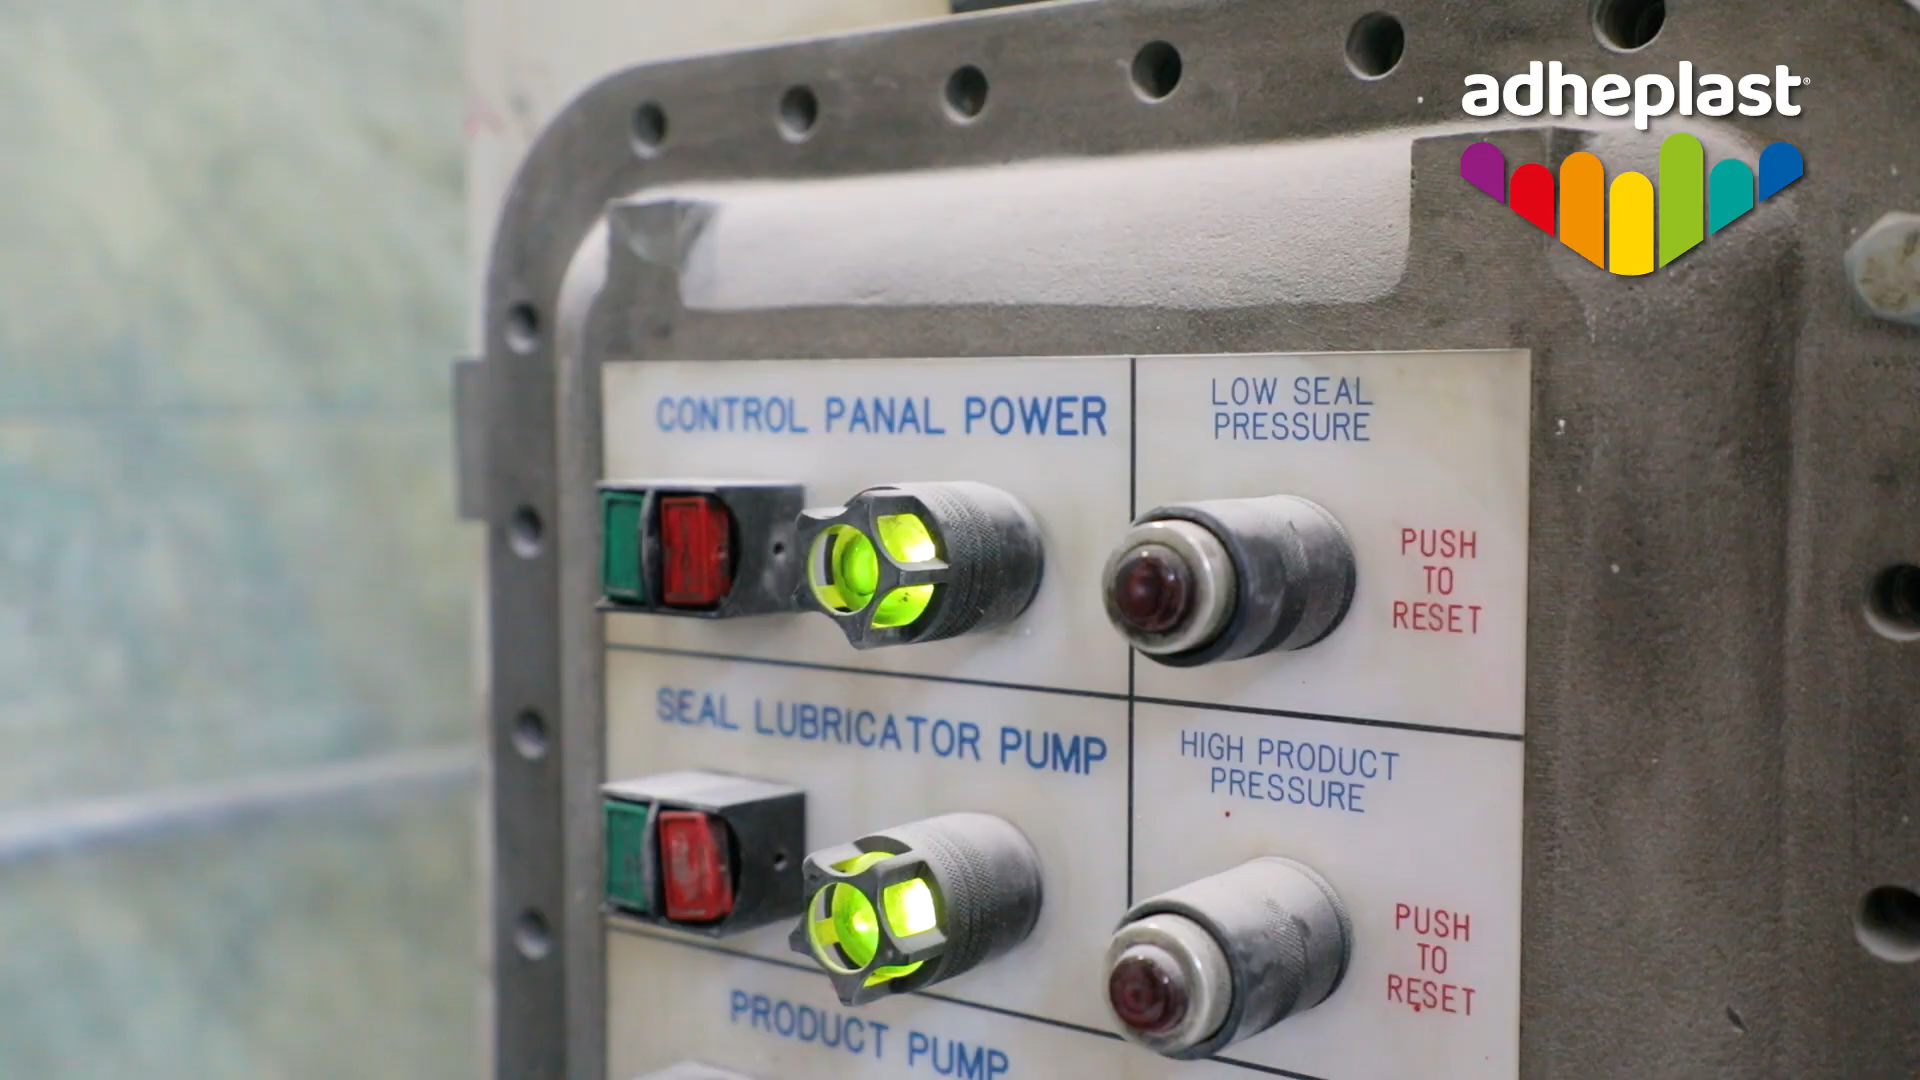 adheplast®
CONTROL PANAL POWER
LOW SEAL
PRESSURE
PUSH
TO
RESET
SEAL LUBRICATOR PUMP
HIGH PRODUCT
PRESSURE
PUSH
TO
RESET
PRODUCT PUMP